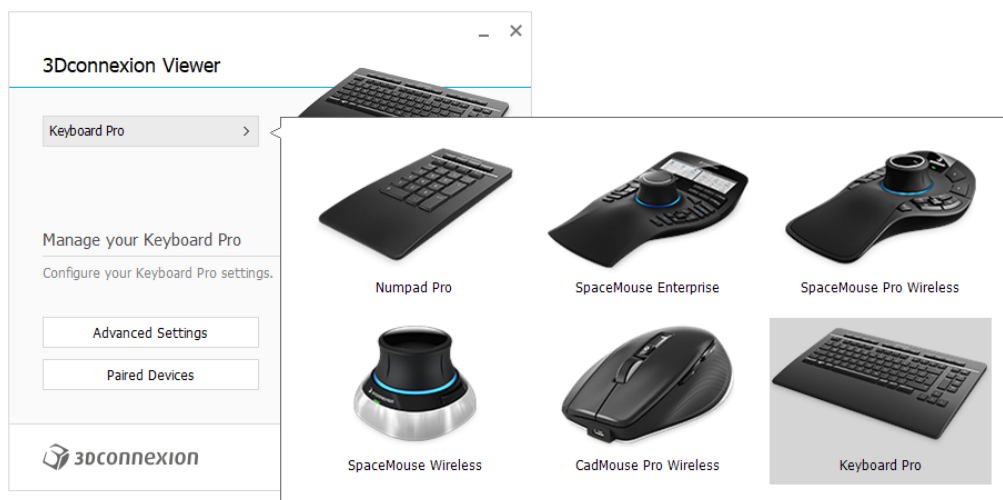 3Dconnexion Viewer
Keyboard Pro
Manage your Keyboard Pro
Configure your Keyboard Pro settings.
Advanced Settings
Paired Devices
3DCONNEXION
Numpad Pro
SpaceMouse Enterprise
SpaceMouse Pro Wireless
SpaceMouse Wireless
CadMouse Pro Wireless
Keyboard Pro